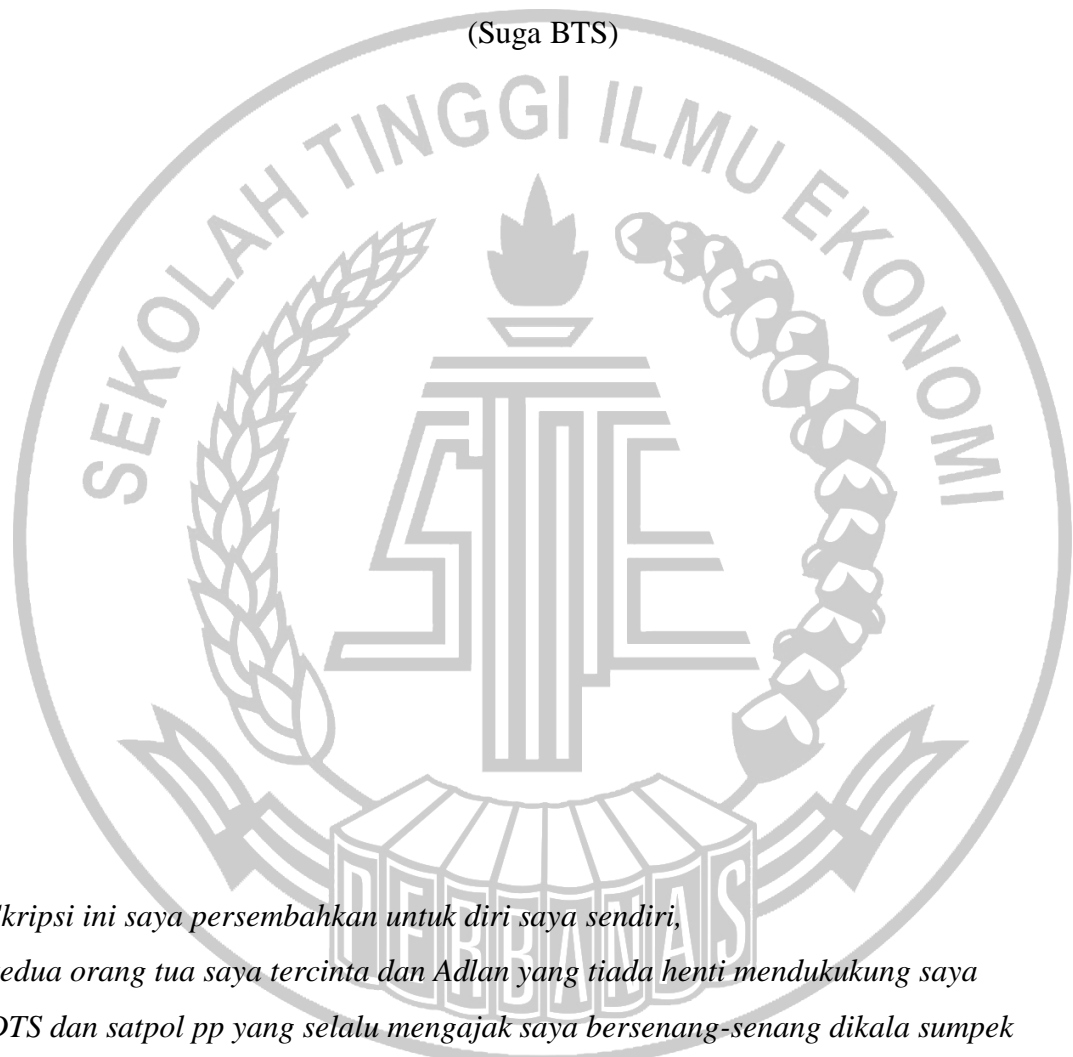 (Suga BTS)
SEKOLAH TINGGI ILMU EKONOMI
STIE
PERBANAS
kripsi ini saya persembahkan untuk diri saya sendiri,
edua orang tua saya tercinta dan Adlan yang tiada henti mendukukung saya
OTS dan satpol pp yang selalu mengajak saya bersenang-senang dikala sumpek